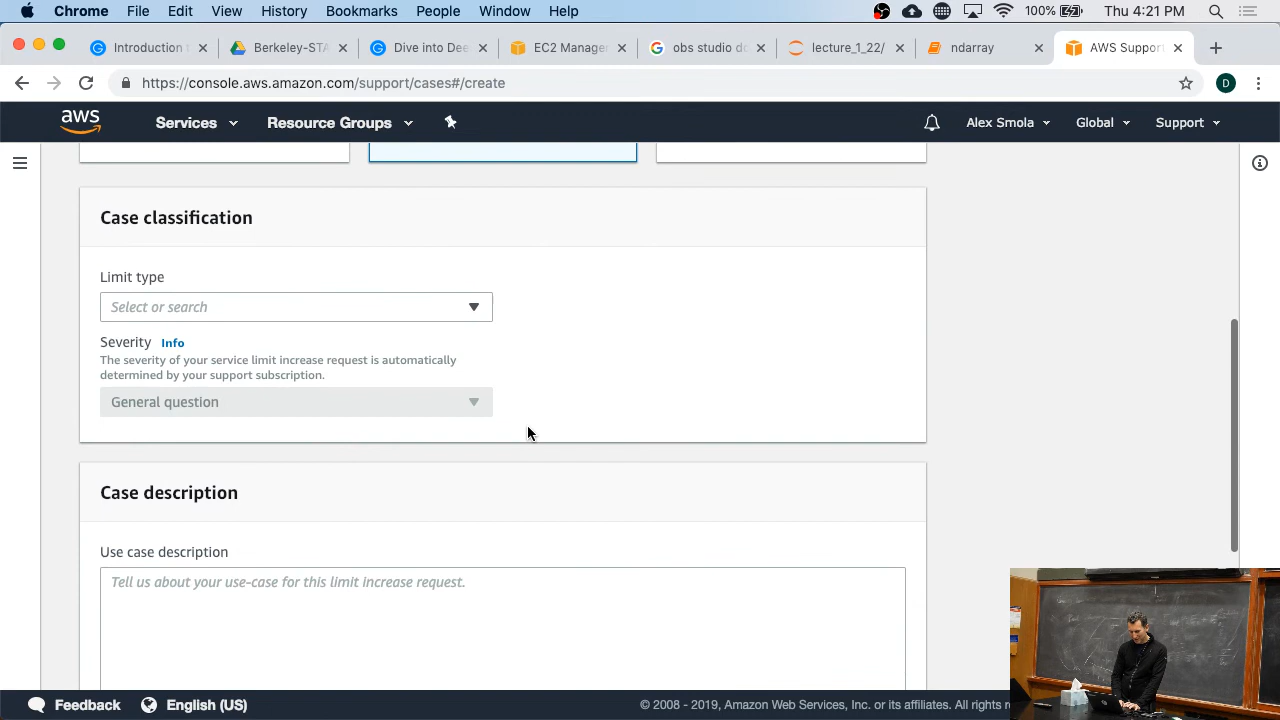 Chrome File Edit View History Bookmarks People Window Help 100% Thu 4:21 PM
Introduction t Berkeley-STA Dive into Dee EC2 Manage obs studio do lecture_1_22/ ndarray AWS Suppor
https://console.aws.amazon.com/support/cases#/create D
aws Services Resource Groups Alex Smola Global Support
Case classification
Limit type
Select or search
Severity Info
The severity of your service limit increase request is automatically
determined by your support subscription.
General question
Case description
Use case description
Tell us about your use-case for this limit increase request.
Feedback English (US) © 2008 - 2019, Amazon Web Services, Inc. or its affiliates. All rights